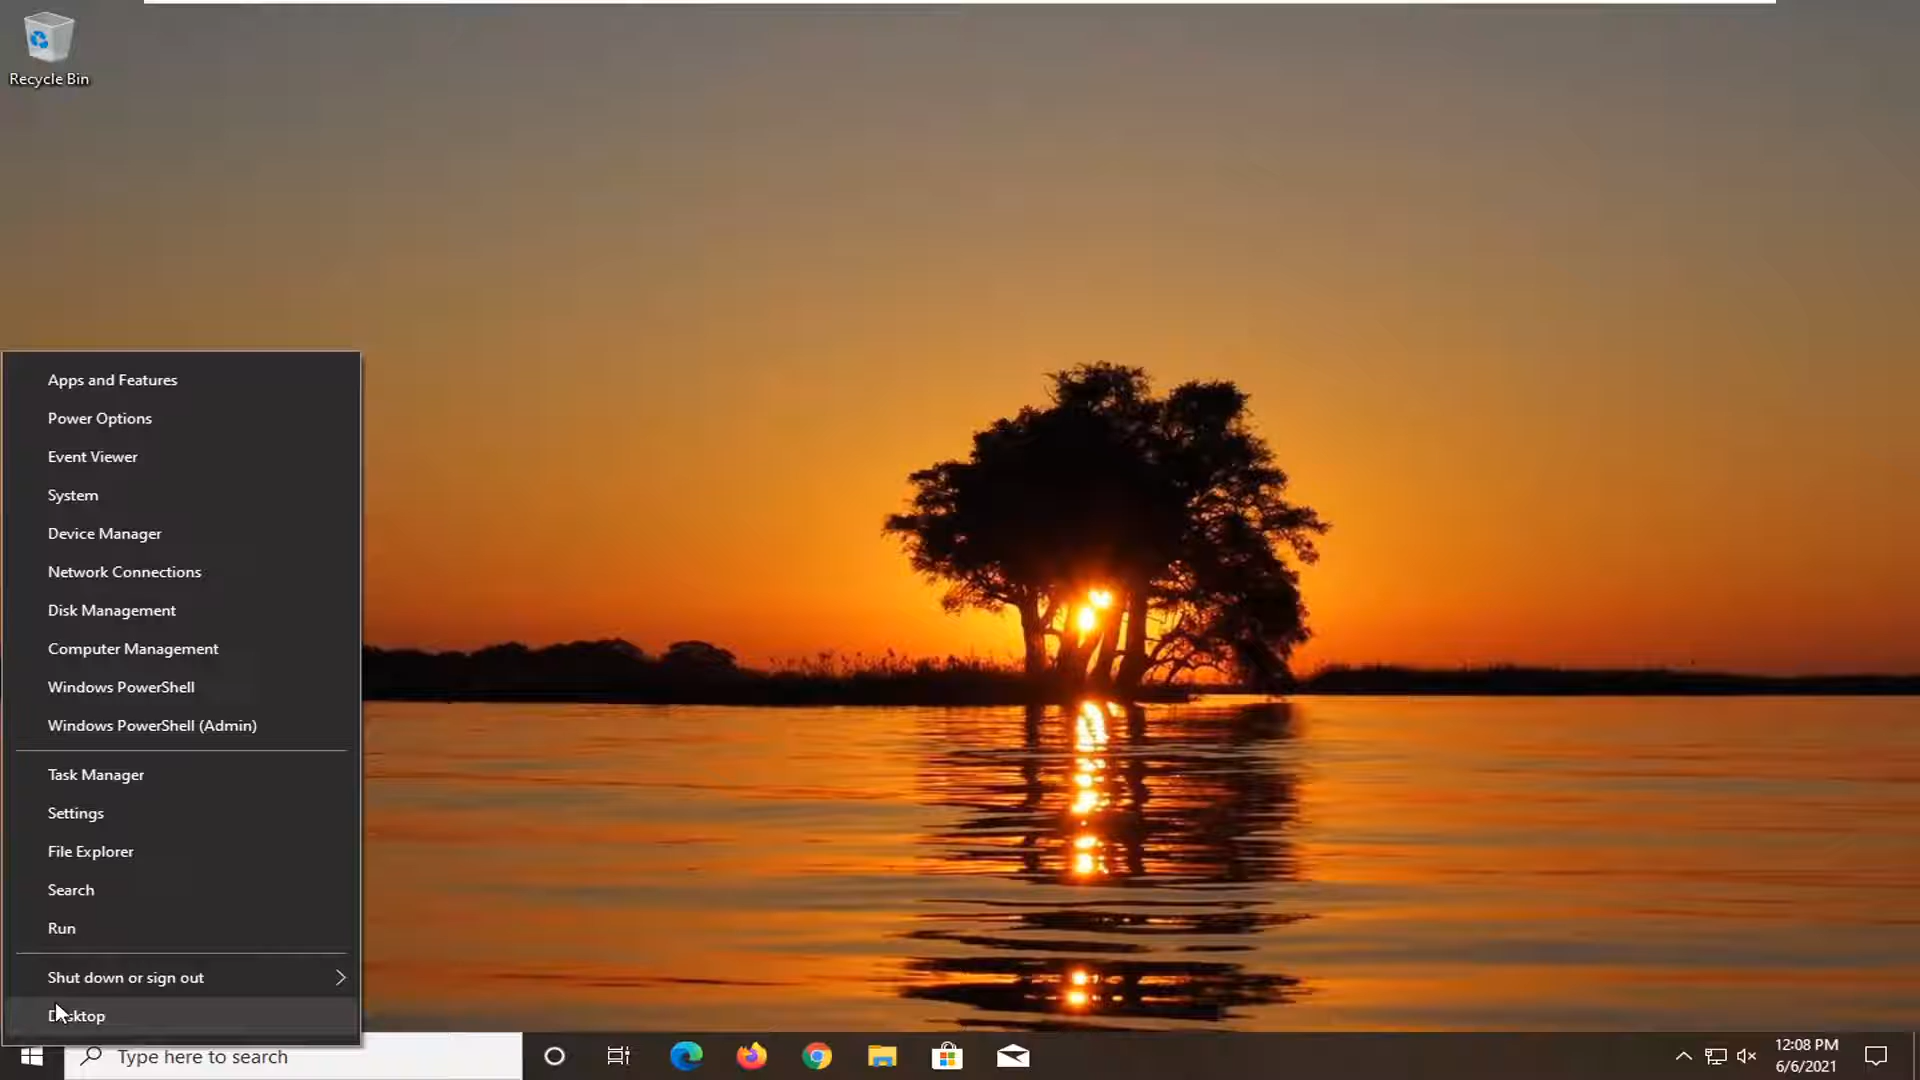 Recycle Bin
Apps and Features
Power Options
Event Viewer
System
Device Manager
Network Connections
Disk Management
Computer Management
Windows PowerShell
Windows PowerShell (Admin)
Task Manager
Settings
File Explorer
Search
Run
Shut down or sign out
Desktop
Type here to search
12:08 PM
6/6/2021